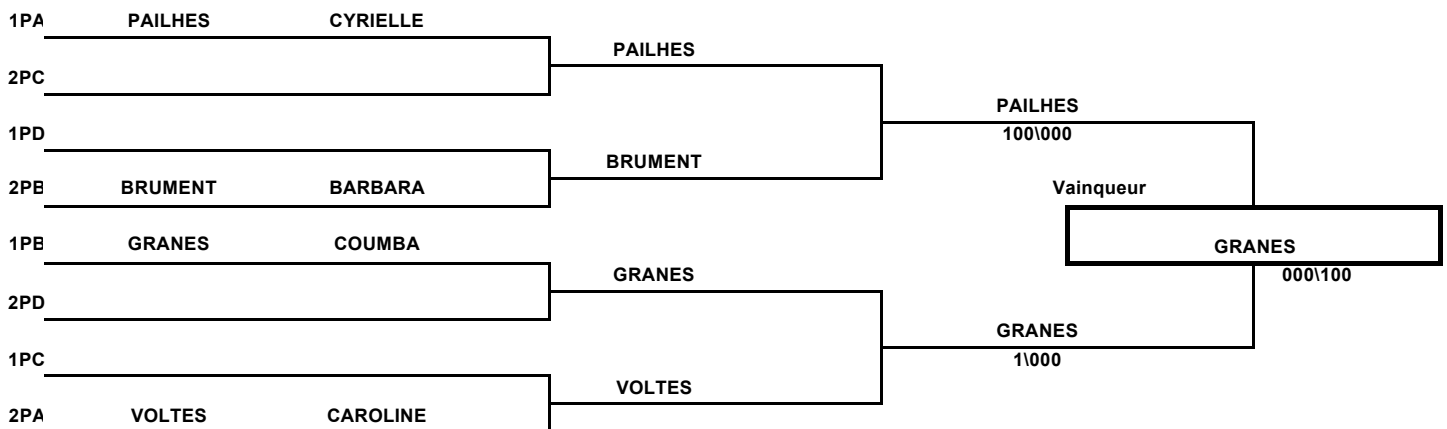 1PA PAILHES CYRIELLE
PAILHES
2PC
PAILHES
100\000
1PD
BRUMENT
2PB BRUMENT BARBARA
Vainqueur
1PB GRANES COUMBA
GRANES
000\100
GRANES
2PD
GRANES
1\000
1PC
VOLTES
2PA VOLTES CAROLINE